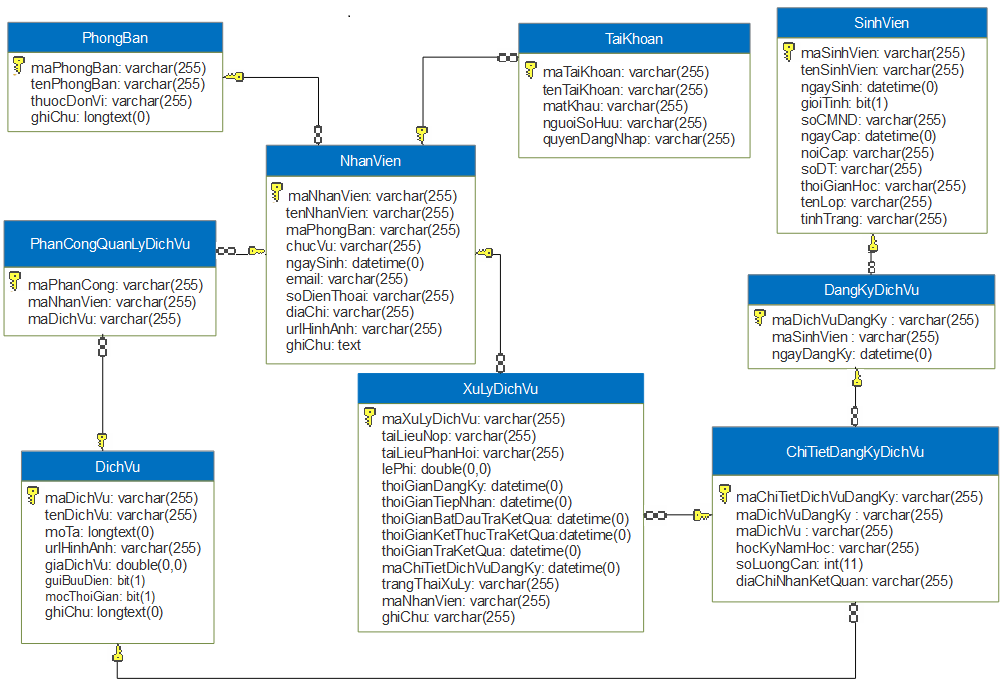 PhongBan
maPhongBan: varchar(255)
tenPhongBan: varchar(255)
thuocDonVi: varchar(255)
ghiChu: longtext(0)
TaiKhoan
maTaiKhoan: varchar(255)
tenTaiKhoan: varchar(255)
matKhau: varchar(255)
nguoiSoHuu: varchar(255)
quyenDangNhap: varchar(255)
SinhVien
maSinhVien: varchar(255)
tenSinhVien: varchar(255)
ngaySinh: datetime(0)
gioiTinh: bit(1)
soCMND: varchar(255)
ngayCap: datetime(0)
noiCap: varchar(255)
soDT: varchar(255)
thoiGianHoc: varchar(255)
tenLop: varchar(255)
tinhTrang: varchar(255)
NhanVien
maNhanVien: varchar(255)
tenNhanVien: varchar(255)
maPhongBan: varchar(255)
chucVu: varchar(255)
ngaySinh: datetime(0)
email: varchar(255)
soDienThoai: varchar(255)
diaChi: varchar(255)
urlHinhAnh: varchar(255)
ghiChu: text
PhanCongQuanLyDichVu
maPhanCong: varchar(255)
maNhanVien: varchar(255)
maDichVu: varchar(255)
DangKyDichVu
maDichVuDangKy : varchar(255)
maSinhVien : varchar(255)
ngayDangKy: datetime(0)
XuLyDichVu
maXuLyDichVu: varchar(255)
taiLieuNop: varchar(255)
taiLieuPhanHoi: varchar(255)
lePhi: double(0,0)
thoiGianDangKy: datetime(0)
thoiGianTiepNhan: datetime(0)
thoiGianBatDauTraKetQua: datetime(0)
thoiGianKetThucTraKetQua:datetime(0)
thoiGianTraKetQua: datetime(0)
maChiTietDichVuDangKy: datetime(0)
trangThaiXuLy: varchar(255)
maNhanVien: varchar(255)
ghiChu: varchar(255)
ChiTietDangKyDichVu
maChiTietDichVuDangKy: varchar(255)
maDichVuDangKy : varchar(255)
maDichVu : varchar(255)
hocKyNamHoc: varchar(255)
soLuongCan: int(11)
diaChiNhanKetQuan: varchar(255)
DichVu
maDichVu: varchar(255)
tenDichVu: varchar(255)
moTa: longtext(0)
urlHinhAnh: varchar(255)
giaDichVu: double(0,0)
guiBuuDien: bit(1)
mocThoiGian: bit(1)
ghiChu: longtext(0)